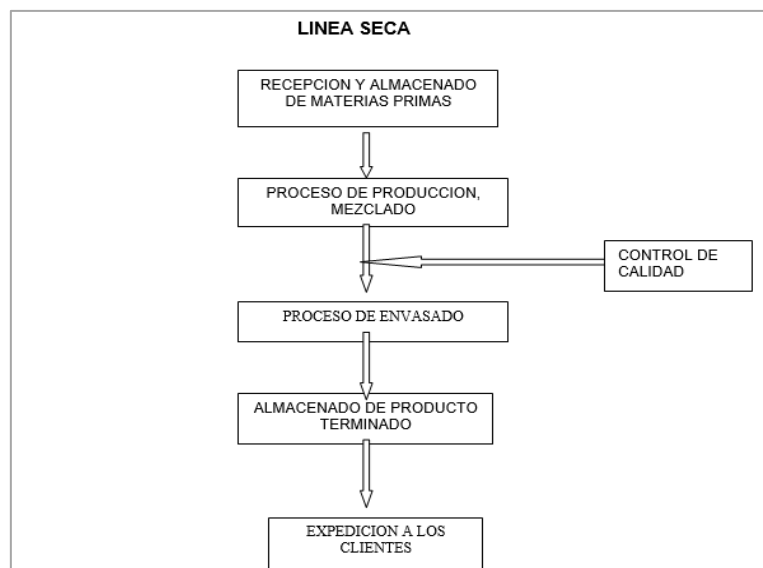 LINEA SECA
RECEPCION Y ALMACENADO
DE MATERIAS PRIMAS
PROCESO DE PRODUCCION,
MEZCLADO
CONTROL DE
CALIDAD
PROCESO DE ENVASADO
ALMACENADO DE PRODUCTO
TERMINADO
EXPEDICION A LOS
CLIENTES